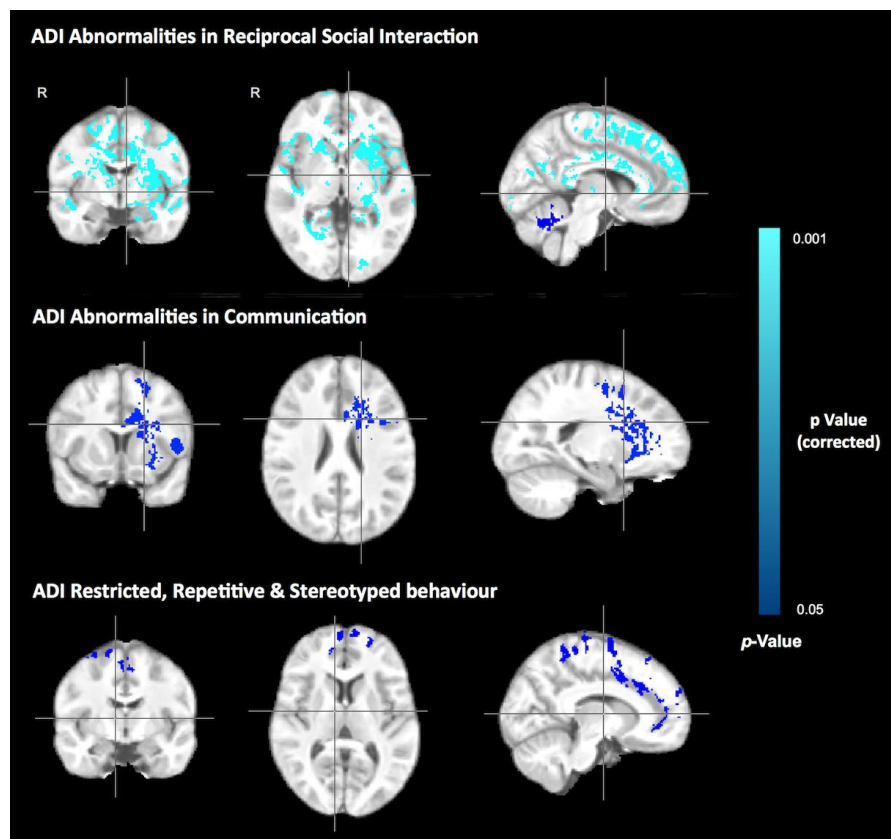 ADI Abnormalities in Reciprocal Social Interaction
R
R
0.001
ADI Abnormalities in Communication
p Value
(corrected)
ADI Restricted, Repetitive & Stereotyped behaviour
0.05
p-Value